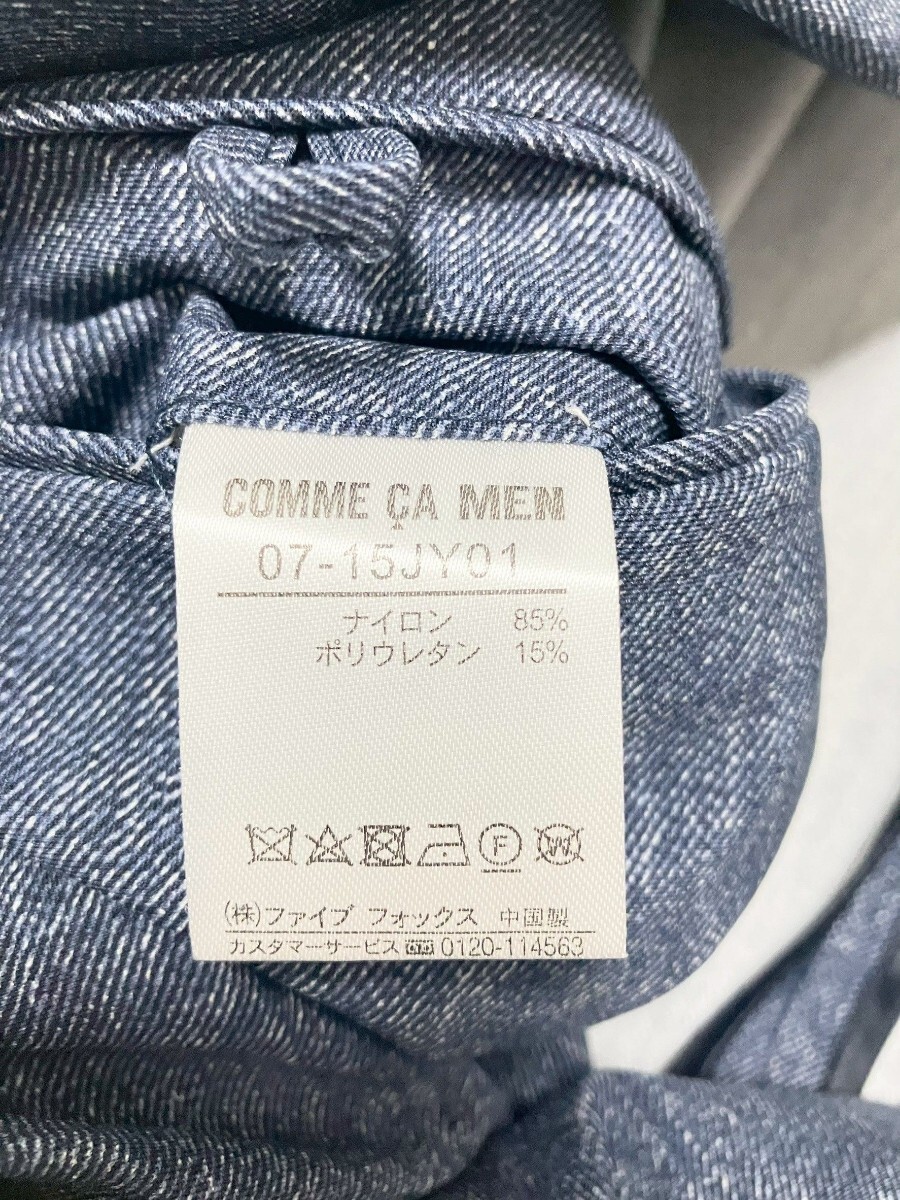 COMME ÇA MEN
07-15JY01
ナイロン 85%
ポリウレタン 15%
F W
(株)ファイブ フォックス 中国製
カスタマーサービス 0120-114563